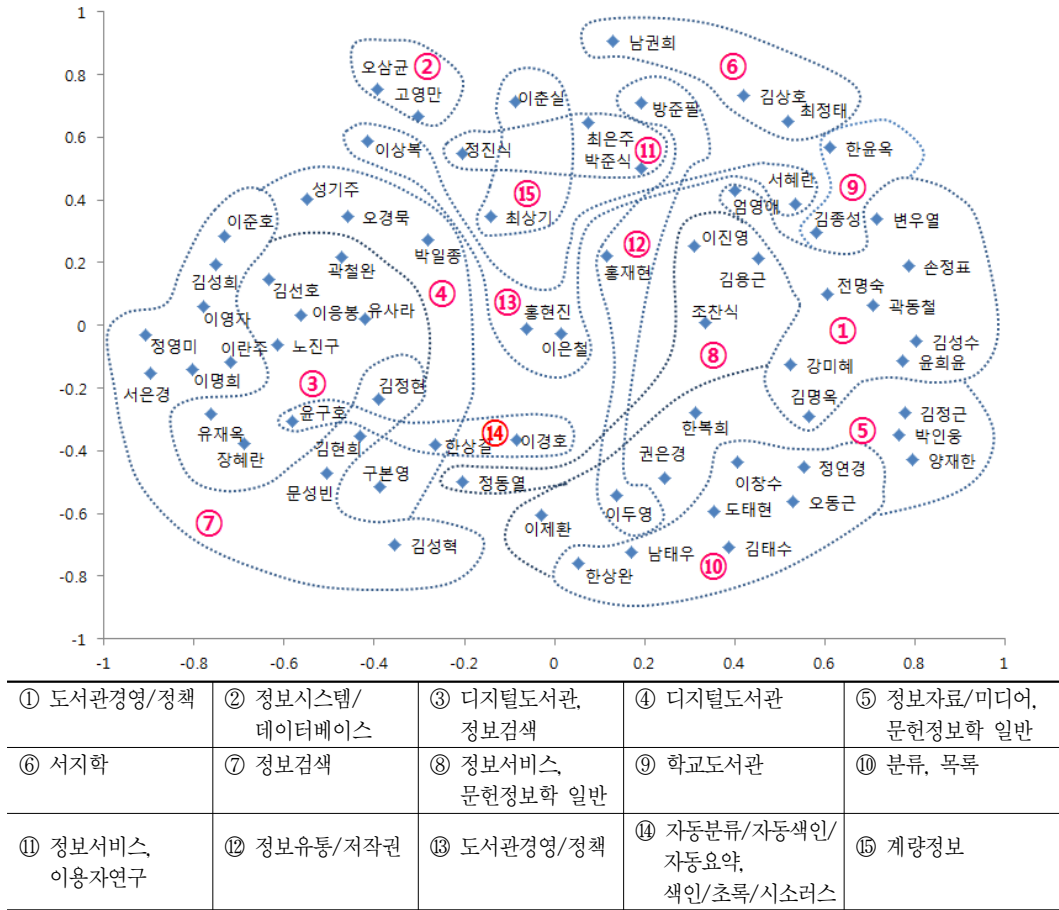 1
남권희
오삼균
②
⑥
0.8
고영만
이춘실
방준필
김상호
최정태
최은주
0.6
이상복
정진식
박준식
⑪
한윤옥
성기주
⑮
서혜란
⑨
0.4
이준호
오경묵
최상기
엄영애
김종성
변우열
박일종
⑫
이진영
0.2
곽철완
홍재현
손정표
김성희
김선호
④
김용근
전명숙
이영자
이응봉
유사라
⑬
홍현진
조찬식
곽동철
0
정영미
이란주
노진구
이은철
⑧
①
김성수
윤희윤
서은경
이명희
③
김정현
강미혜
-0.2
김명옥
유재옥
윤구호
한복희
김정근
장혜란
김현희
한상길
⑭
이경호
⑤
박인웅
-0.4
권은경
양재한
문성빈
구본영
정동열
이창수
정연경
이두영
도태현
오동근
-0.6
⑦
이제환
김성혁
남태우
김태수
한상완
⑩
-0.8
-1
-1
-0.8
-0.6
-0.4
-0.2
0
0.2
0.4
0.6
0.8
1
① 도서관경영/정책
② 정보시스템/
데이터베이스
③ 디지털도서관,
정보검색
④ 디지털도서관
⑤ 정보자료/미디어,
문헌정보학 일반
⑥ 서지학
⑦ 정보검색
⑧ 정보서비스,
문헌정보학 일반
⑨ 학교도서관
⑩ 분류, 목록
⑪ 정보서비스,
이용자연구
⑫ 정보유통/저작권
⑬ 도서관경영/정책
⑭ 자동분류/자동색인/
자동요약,
색인/초록/시소러스
⑮ 계량정보